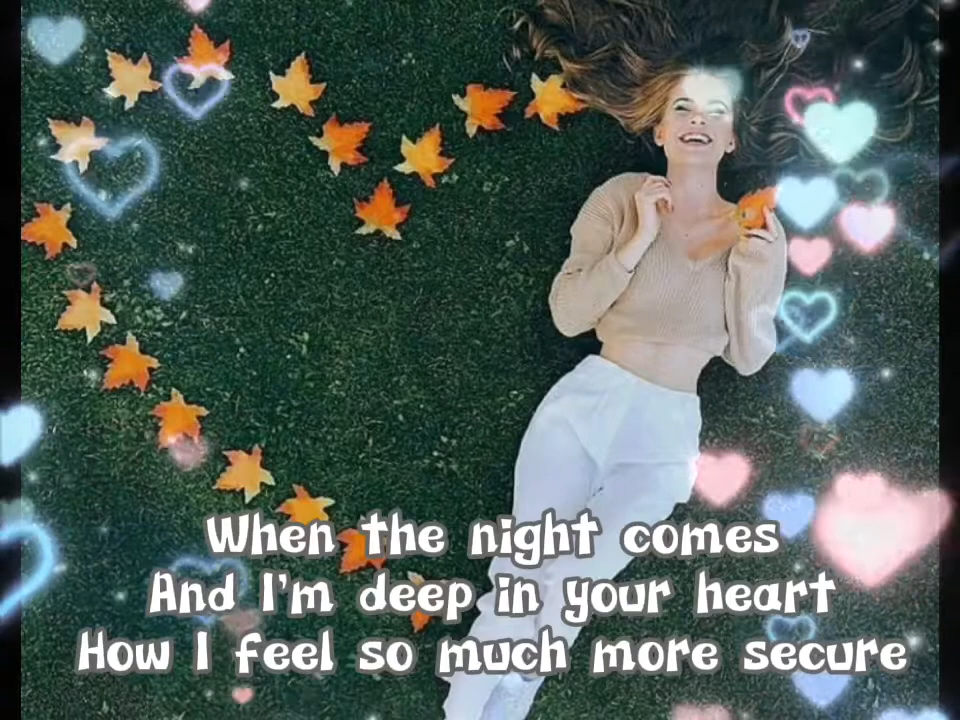 When the night comes
And I'm deep in your heart
How I feel so much more secure